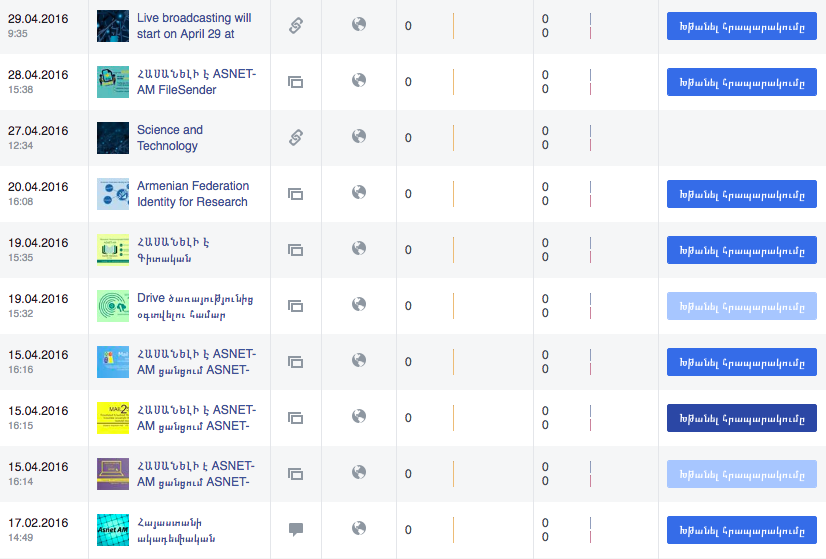 29.04.2016
9:35
Live broadcasting will
start on April 29 at
0
0
0
Խթանել հրապարակումը
28.04.2016
15:38
ՀԱՍԱՆԵԼԻ է ASNET-
AM FileSender
0
0
0
Խթանել հրապարակումը
27.04.2016
12:34
Science and
Technology
0
0
0
20.04.2016
16:08
Armenian Federation
Identity for Research
0
0
0
Խթանել հրապարակումը
19.04.2016
15:35
ՀԱՍԱՆԵԼԻ է
Գիտական
0
0
0
Խթանել հրապարակումը
19.04.2016
15:32
Drive ծառայությունից
օգտվելու համար
0
0
0
Խթանել հրապարակումը
15.04.2016
16:16
ՀԱՍԱՆԵԼԻ է ASNET-
AM ցանցում ASNET-
0
0
0
Խթանել հրապարակումը
15.04.2016
16:15
ՀԱՍԱՆԵԼԻ է ASNET-
AM ցանցում ASNET-
0
0
0
Խթանել հրապարակումը
15.04.2016
16:14
ՀԱՍԱՆԵԼԻ է ASNET-
AM ցանցում ASNET-
0
0
0
Խթանել հրապարակումը
17.02.2016
14:49
Asnet AM
Հայաստանի
ակադեմիական
0
0
0
Խթանել հրապարակումը